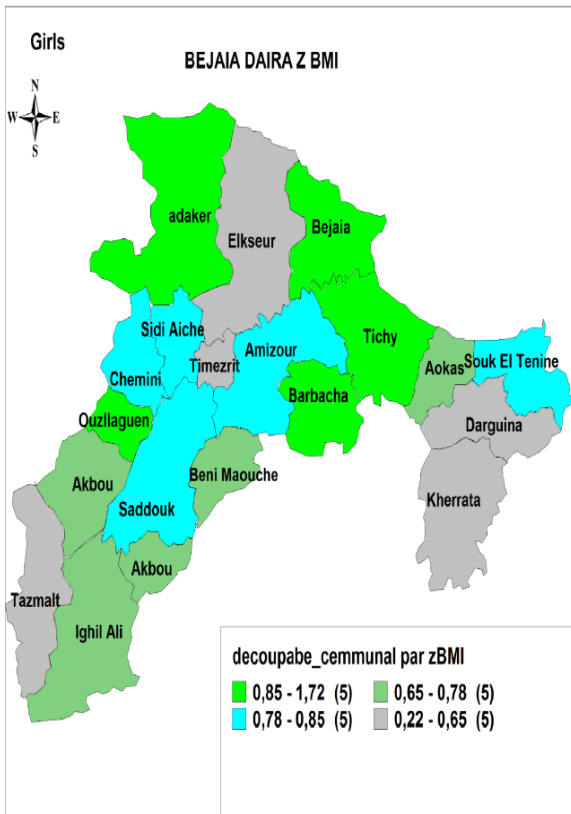 Girls
BEJAIA DAIRA Z BMI
N
W E
S
adaker
Elkseur
Bejaia
Sidi Aiche
Amizour
Tichy
Timezrit
Aokas
Souk El Tenine
Chemini
Barbacha
Ouzllaguen
Darguina
Akbou
Beni Maouche
Kherrata
Saddouk
Akbou
Tazmalt
Ighil Ali
decoupabe_cemmunal par zBMI
0,85 - 1,72 (5) 0,65 - 0,78 (5)
0,78 - 0,85 (5) 0,22 - 0,65 (5)